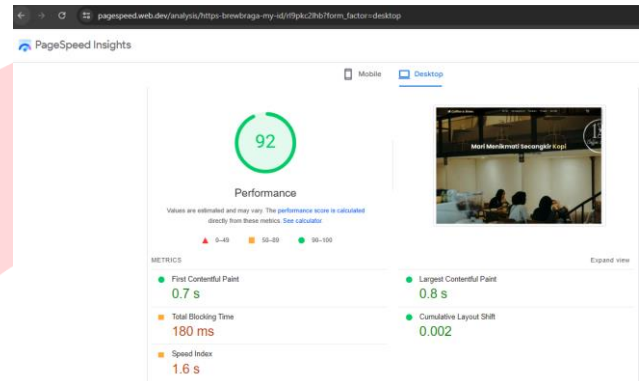 pagespeed.web.dev/analysis/https-brewbraga-my-id/rl9pkc2lhb?form_factor=desktop
PageSpeed Insights
Mobile
Desktop
92
Performance
Values are estimated and may vary. The performance score is calculated
directly from these metrics. See calculator.
0–49
50–89
90–100
Mari Menikmati Secangkir Kopi
METRICS
Expand view
First Contentful Paint
0.7 s
Largest Contentful Paint
0.8 s
Total Blocking Time
180 ms
Cumulative Layout Shift
0.002
Speed Index
1.6 s